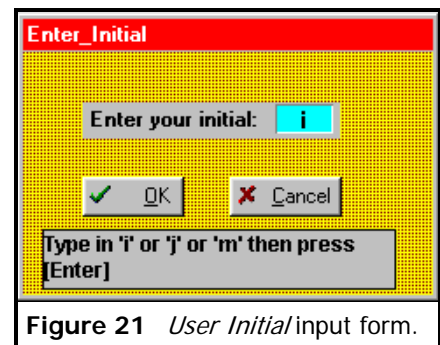 Enter_Initial
Enter your initial: i
OK Cancel
Type in 'i' or 'j' or 'm' then press
[Enter]
Figure 21 User Initial input form.